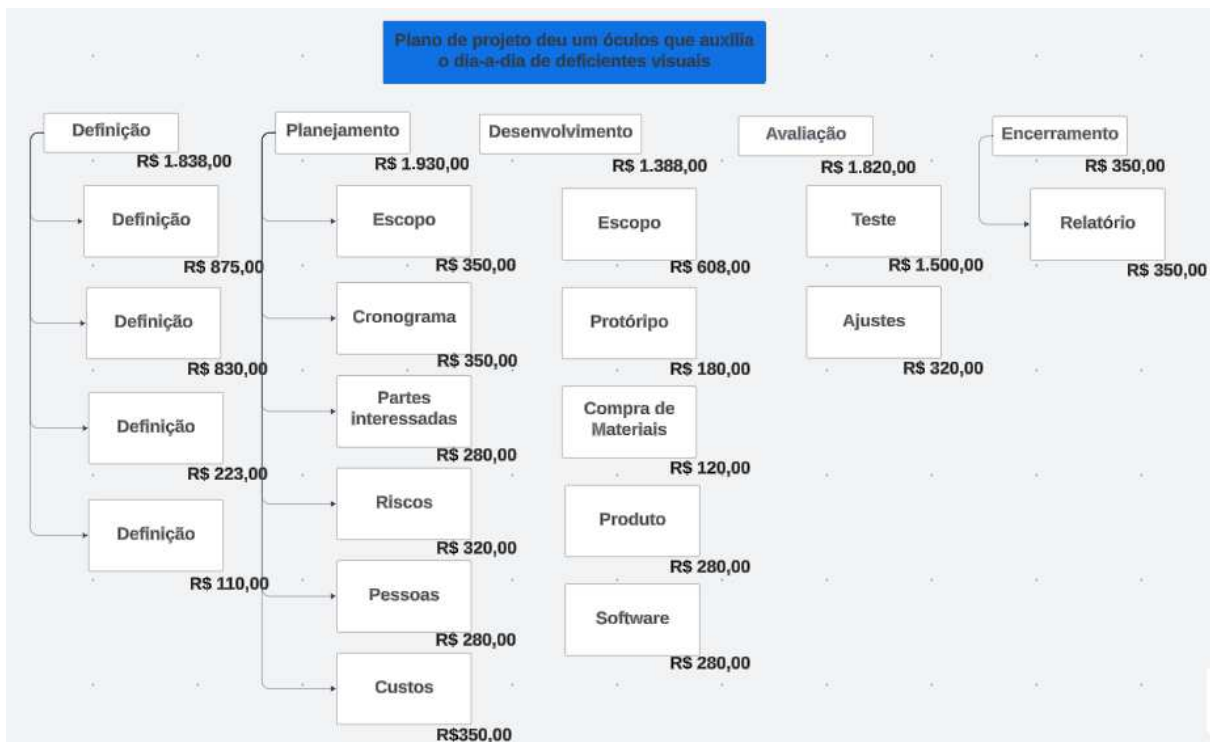 Plano de projeto deu um óculos que auxilia
o dia-a-dia de deficientes visuais
Definição
R$ 1.838,00
Definição
R$ 875,00
Definição
R$ 830,00
Definição
R$ 223,00
Definição
R$ 110,00
Planejamento
R$ 1.930,00
Escopo
R$ 350,00
Cronograma
R$ 350,00
Partes
interessadas
R$ 280,00
Riscos
R$ 320,00
Pessoas
R$ 280,00
Custos
R$350,00
Desenvolvimento
R$ 1.388,00
Escopo
R$ 608,00
Protóripo
R$ 180,00
Compra de
Materiais
R$ 120,00
Produto
R$ 280,00
Software
R$ 280,00
Avaliação
R$ 1.820,00
Teste
R$ 1.500,00
Ajustes
R$ 320,00
Encerramento
R$ 350,00
Relatório
R$ 350,00